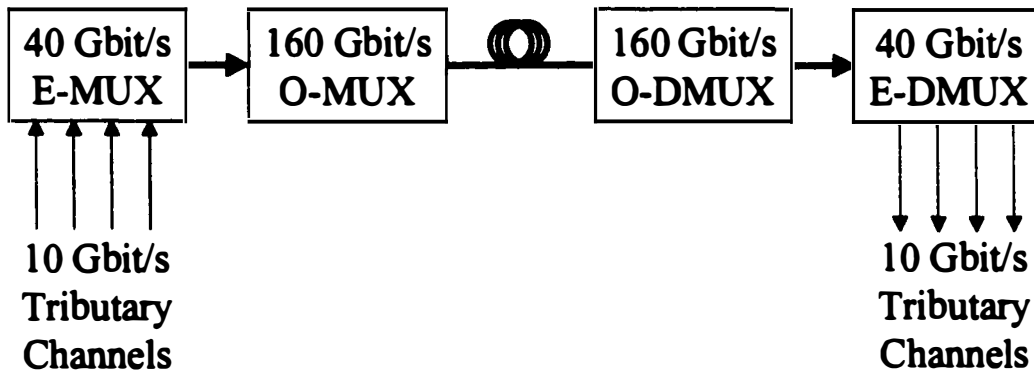 40 Gbit/s
E-MUX
160 Gbit/s
O-MUX
160 Gbit/s
O-DMUX
40 Gbit/s
E-DMUX
10 Gbit/s
Tributary
Channels
10 Gbit/s
Tributary
Channels